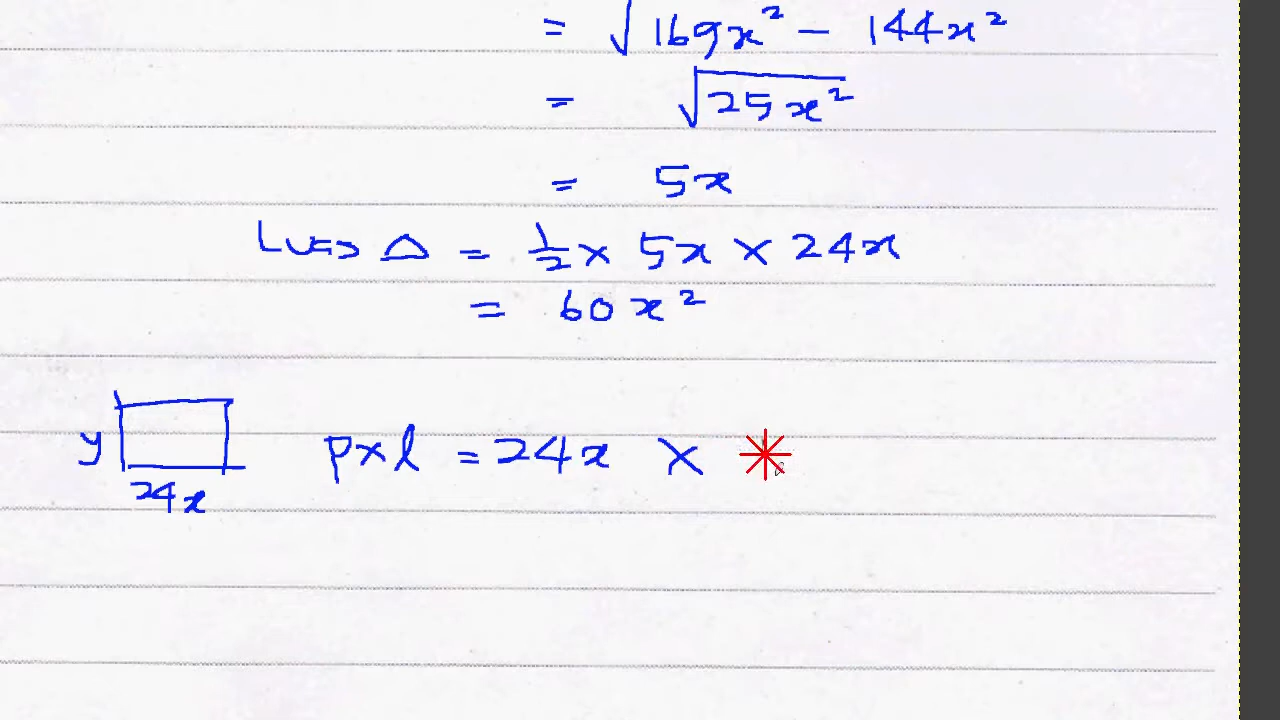 = √169x² - 144x²
= √25x²
= 5x
Luas Δ = 1/2 × 5x × 24x
= 60x²
y
p×l = 24x ×
24x